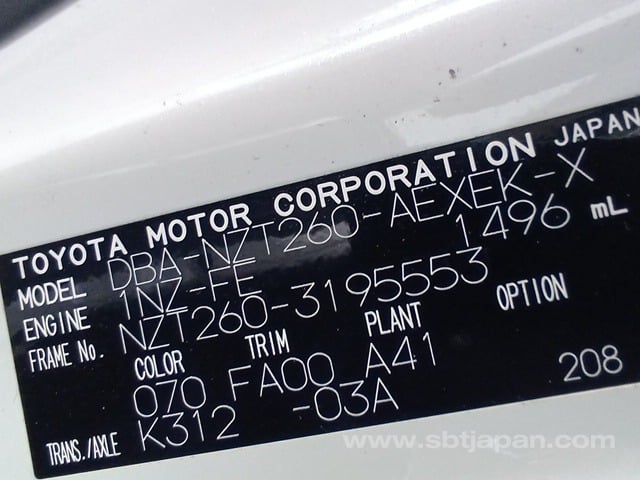 TOYOTA MOTOR CORPORATION JAPAN
MODEL DBA-NZT260-AEXEK-X
ENGINE 1NZ-FE 1496 mL
FRAME No. NZT260-3195553
COLOR TRIM PLANT OPTION
070 FA00 A41
TRANS./AXLE K312 -03A 208
www.sbtjapan.com